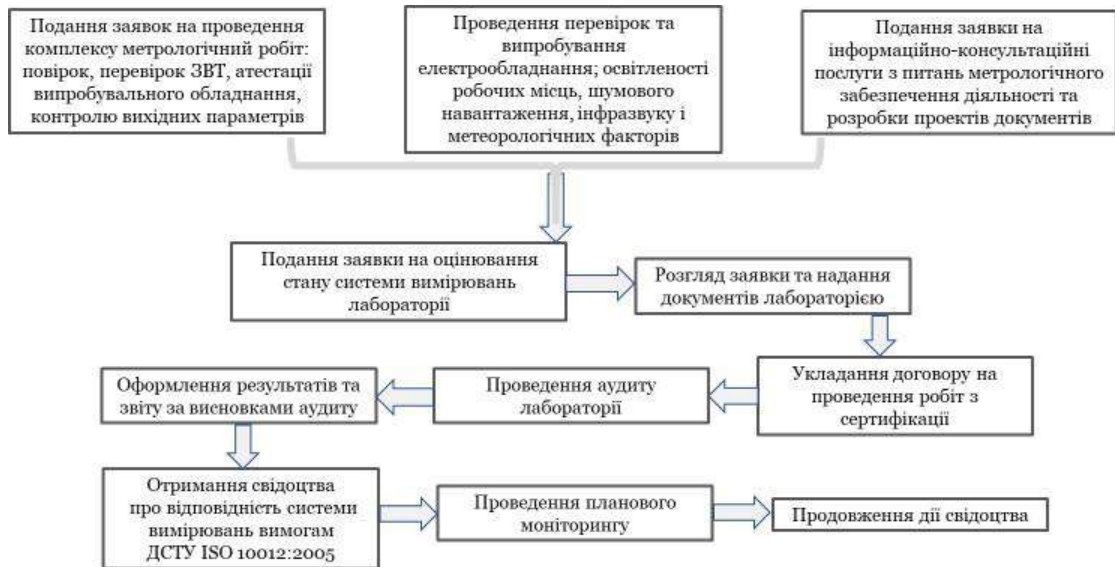 Подання заявок на проведення
комплексу метрологічний робіт:
повірок, перевірок ЗВТ, атестації
випробувального обладнання,
контролю вихідних параметрів
Проведення перевірок та
випробування
електрообладнання; освітленості
робочих місць, шумового
навантаження, інфразвуку і
метеорологічних факторів
Подання заявки на
інформаційно-консультаційні
послуги з питань метрологічного
забезпечення діяльності та
розробки проектів документів
Подання заявки на оцінювання
стану системи вимірювань
лабораторії
Розгляд заявки та надання
документів лабораторією
Укладання договору на
проведення робіт з
сертифікації
Проведення аудиту
лабораторії
Оформлення результатів та
звіту за висновками аудиту
Отримання свідоцтва
про відповідність системи
вимірювань вимогам
ДСТУ ISO 10012:2005
Проведення планового
моніторингу
Продовження дії свідоцтва